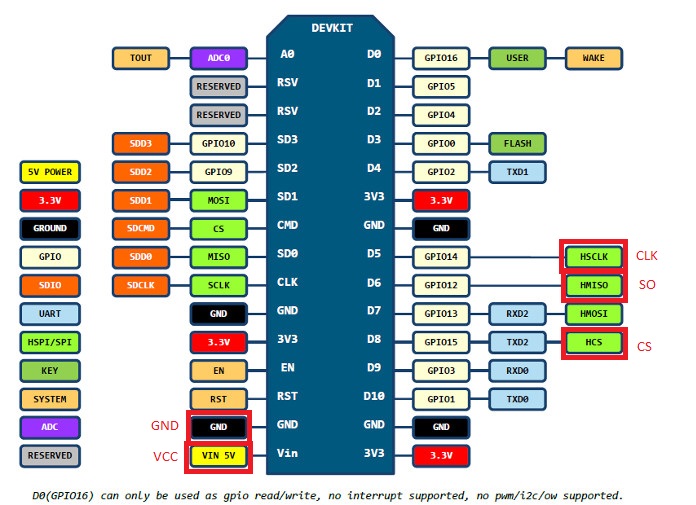 DEVKIT
TOUT ADC0 A0 D0 GPIO16 USER WAKE
RESERVED RSV D1 GPIO5
RESERVED RSV D2 GPIO4
SDD3 GPIO10 SD3 D3 GPIO0 FLASH
5V POWER SDD2 GPIO9 SD2 D4 GPIO2 TXD1
3.3V SDD1 MOSI SD1 3V3 3.3V
GROUND SDCMD CS CMD GND GND
GPIO SDD0 MISO SD0 D5 GPIO14 HSCLK CLK
SDIO SDCLK SCLK CLK D6 GPIO12 HMISO SO
UART GND GND D7 GPIO13 RXD2 HMOSI
HSPI/SPI 3.3V 3V3 D8 GPIO15 TXD2 HCS CS
KEY EN EN D9 GPIO3 RXD0
SYSTEM RST RST D10 GPIO1 TXD0
ADC GND GND GND GND GND
RESERVED VCC VIN 5V Vin 3V3 3.3V
D0(GPIO16) can only be used as gpio read/write, no interrupt supported, no pwm/i2c/ow supported.